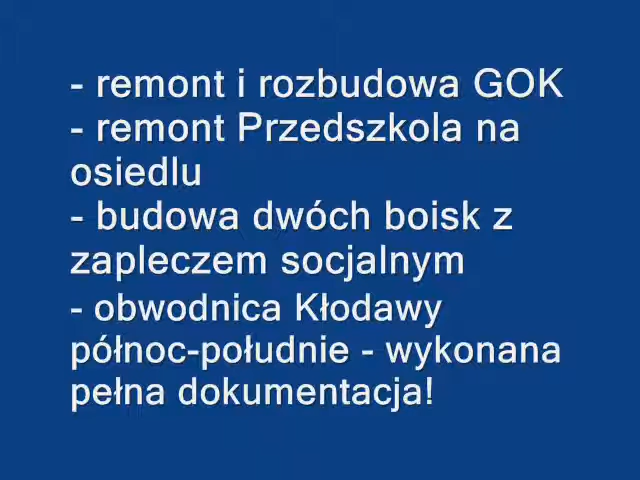 - remont i rozbudowa GOK
- remont Przedszkola na
osiedlu
- budowa dwóch boisk z
zapleczem socjalnym
- obwodnica Kłodawy
północ-południe - wykonana
pełna dokumentacja!